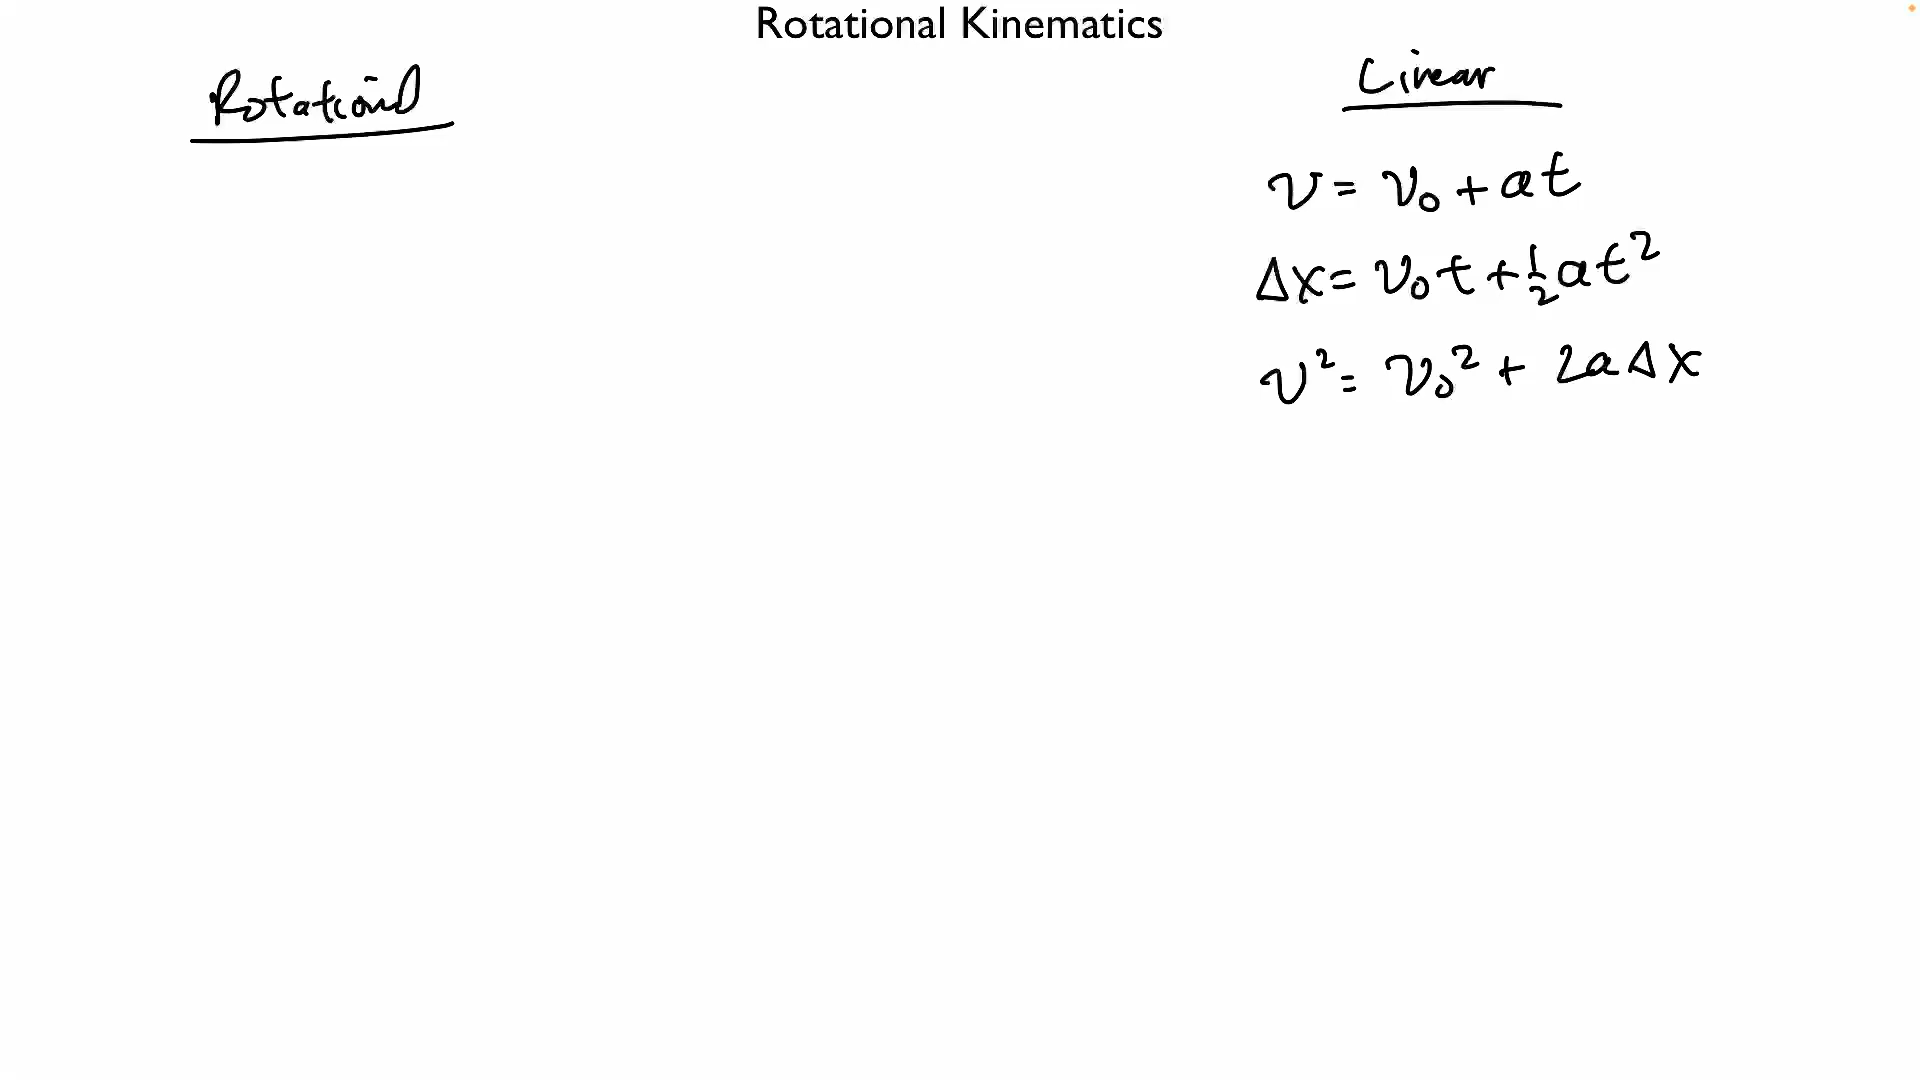 Rotational Kinematics
Rotational
Linear
v = v₀ + at
Δx = v₀t + ½at²
v² = v₀² + 2aΔx